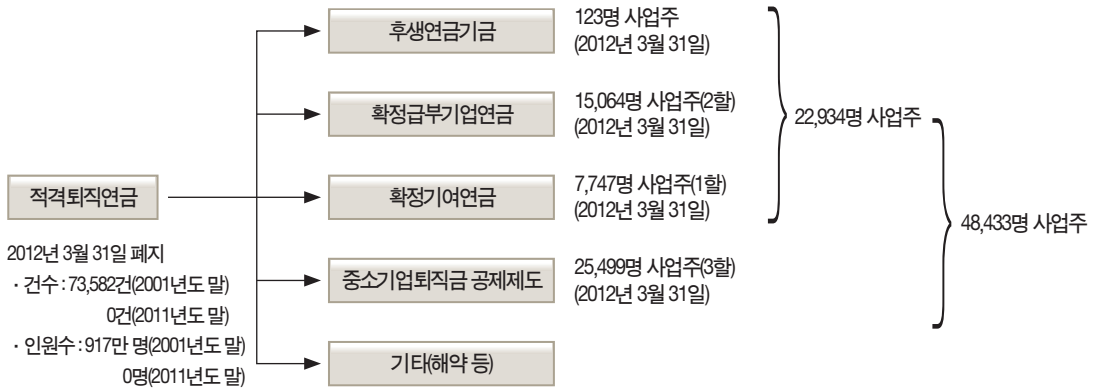 후생연금기금
123명 사업주
(2012년 3월 31일)
확정급부기업연금
15,064명 사업주(2할)
(2012년 3월 31일)
22,934명 사업주
적격퇴직연금
확정기여연금
7,747명 사업주(1할)
(2012년 3월 31일)
48,433명 사업주
2012년 3월 31일 폐지
· 건수 : 73,582건(2001년도 말)
0건(2011년도 말)
· 인원수 : 917만 명(2001년도 말)
0명(2011년도 말)
중소기업퇴직금 공제제도
25,499명 사업주(3할)
(2012년 3월 31일)
기타(해약 등)